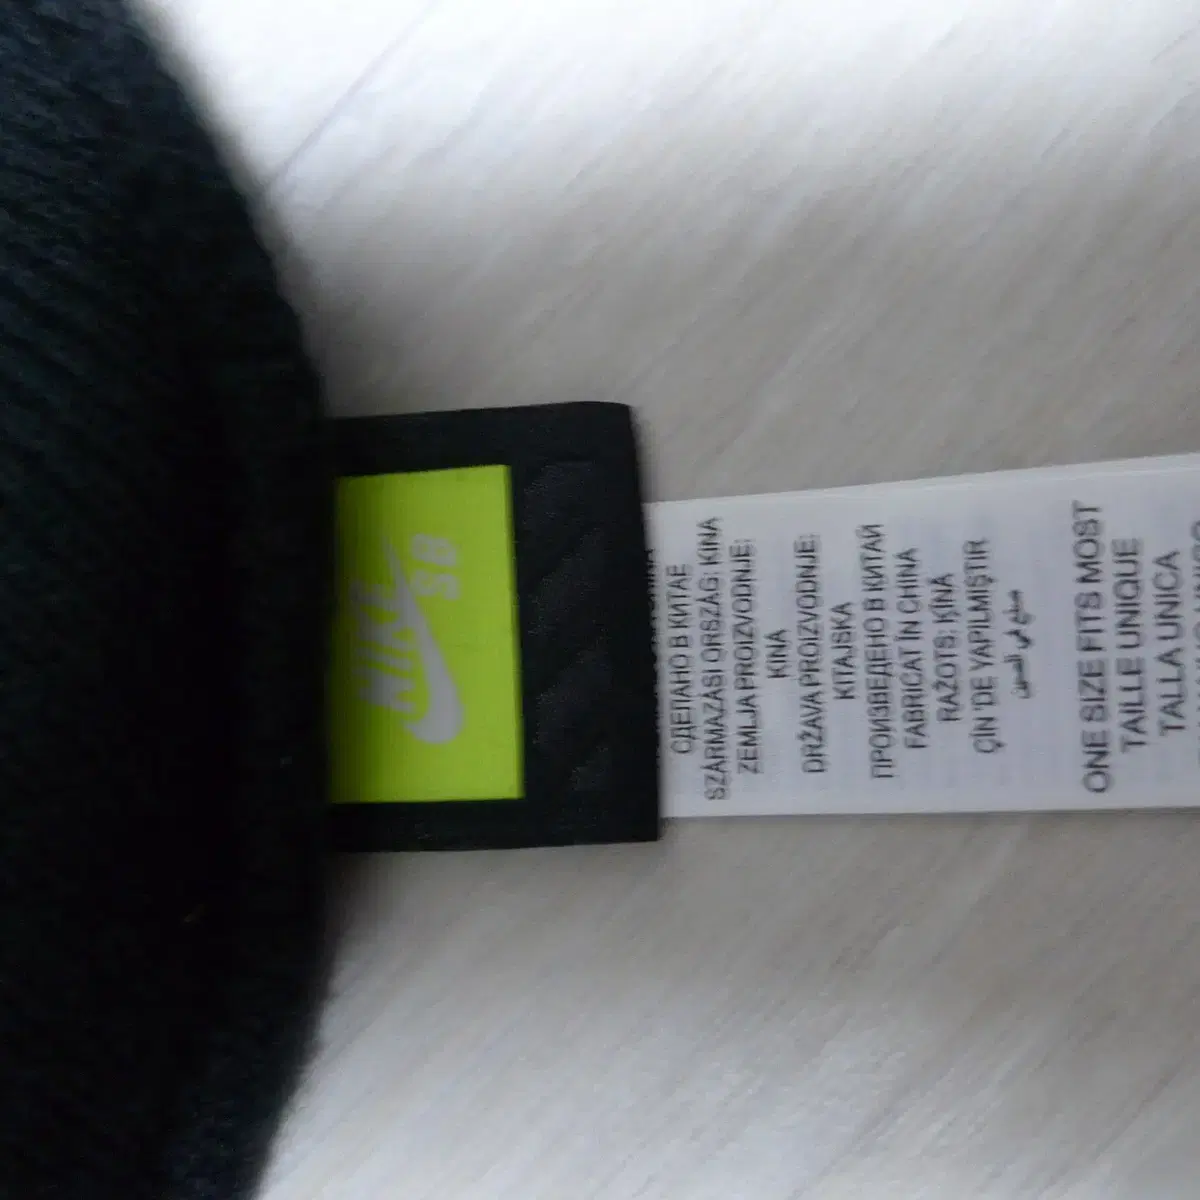 NIKE
SB
СДЕЛАНО В КИТАЕ
SZÁRMAZÁSI ORSZÁG: KÍNA
ZEMLJA PROIZVODNJE:
KINA
DRŽAVA PROIZVODNJE:
KITAJSKA
ПРОИЗВЕДЕНО В КИТАЙ
FABRICAT ÎN CHINA
RAŽOTS: ĶĪNĀ
ÇİN'DE YAPILMIŞTIR
صنع في الصين
ONE SIZE FITS MOST
TAILLE UNIQUE
TALLA UNICA